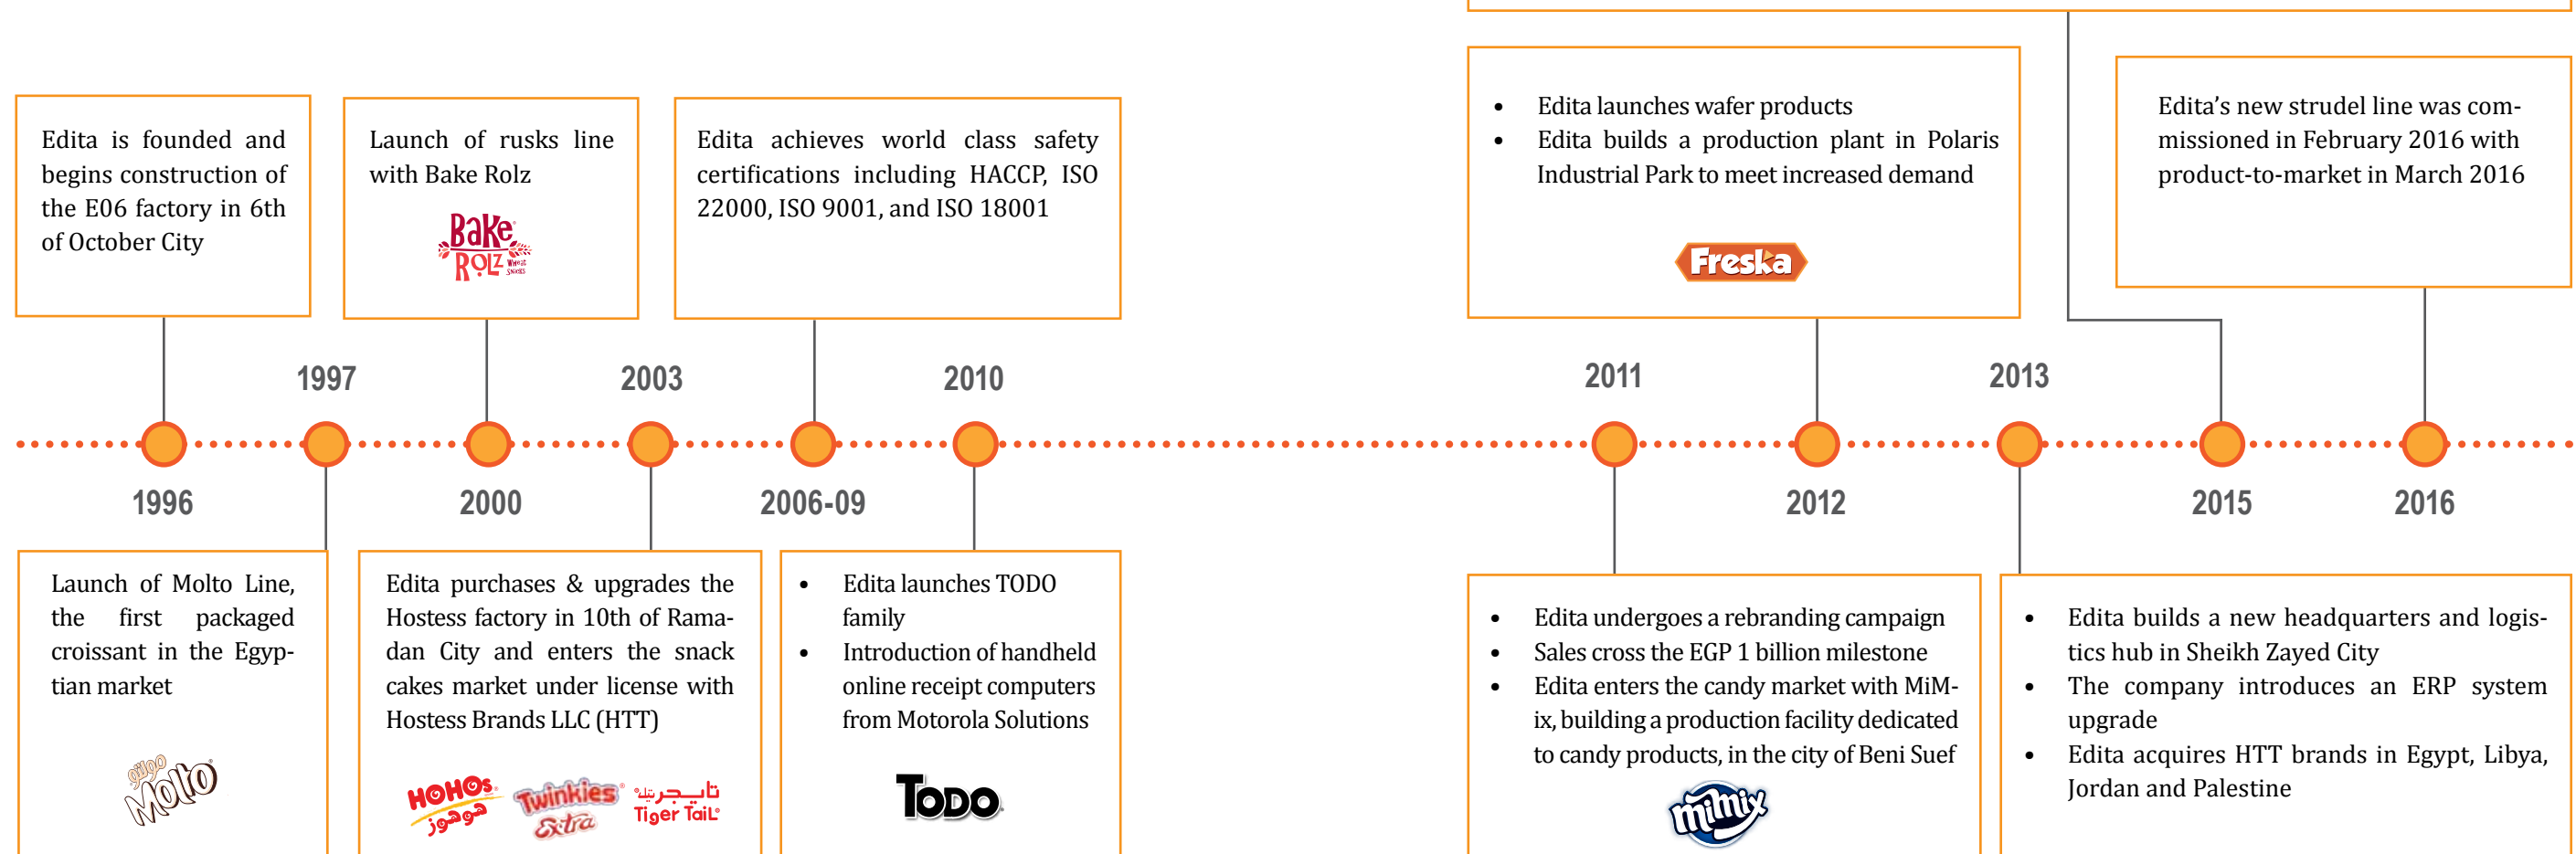 Edita is founded and
begins construction of
the E06 factory in 6th
of October City
Launch of rusks line
with Bake Rolz
Bake
Rolz Wheat
Snacks
Edita achieves world class safety
certifications including HACCP, ISO
22000, ISO 9001, and ISO 18001
• Edita launches wafer products
• Edita builds a production plant in Polaris
Industrial Park to meet increased demand
Freska
Edita’s new strudel line was com-
missioned in February 2016 with
product-to-market in March 2016
1997
2003
2010
2011
2013
1996
2000
2006-09
2012
2015
2016
Launch of Molto Line,
the first packaged
croissant in the Egyp-
tian market
مولتو
Molto
Edita purchases & upgrades the
Hostess factory in 10th of Rama-
dan City and enters the snack
cakes market under license with
Hostess Brands LLC (HTT)
HOHOs
هوهوز
Twinkies
Extra
تايجر تيل
Tiger TaiL
• Edita launches TODO
family
• Introduction of handheld
online receipt computers
from Motorola Solutions
TODO
• Edita undergoes a rebranding campaign
• Sales cross the EGP 1 billion milestone
• Edita enters the candy market with MiM-
ix, building a production facility dedicated
to candy products, in the city of Beni Suef
mimix
• Edita builds a new headquarters and logis-
tics hub in Sheikh Zayed City
• The company introduces an ERP system
upgrade
• Edita acquires HTT brands in Egypt, Libya,
Jordan and Palestine